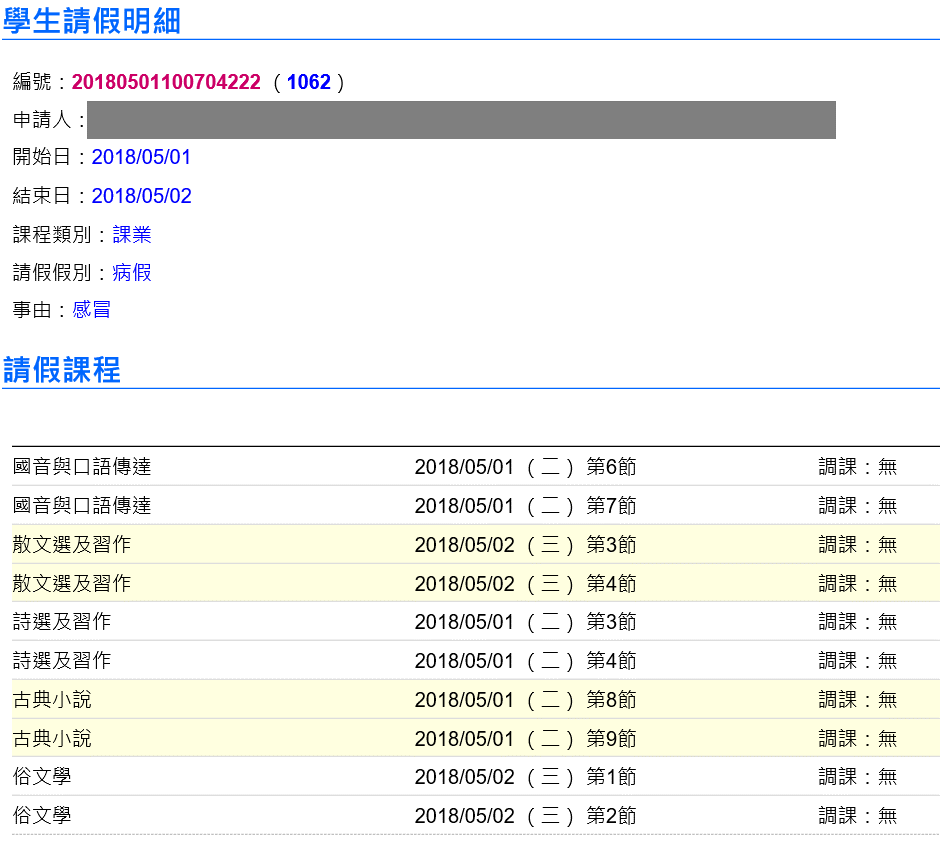 學生請假明細
編號：20180501100704222 （1062）
申請人：
開始日：2018/05/01
結束日：2018/05/02
課程類別：課業
請假假別：病假
事由：感冒
請假課程
國音與口語傳達 2018/05/01 （二） 第6節 調課：無
國音與口語傳達 2018/05/01 （二） 第7節 調課：無
散文選及習作 2018/05/02 （三） 第3節 調課：無
散文選及習作 2018/05/02 （三） 第4節 調課：無
詩選及習作 2018/05/01 （二） 第3節 調課：無
詩選及習作 2018/05/01 （二） 第4節 調課：無
古典小說 2018/05/01 （二） 第8節 調課：無
古典小說 2018/05/01 （二） 第9節 調課：無
俗文學 2018/05/02 （三） 第1節 調課：無
俗文學 2018/05/02 （三） 第2節 調課：無